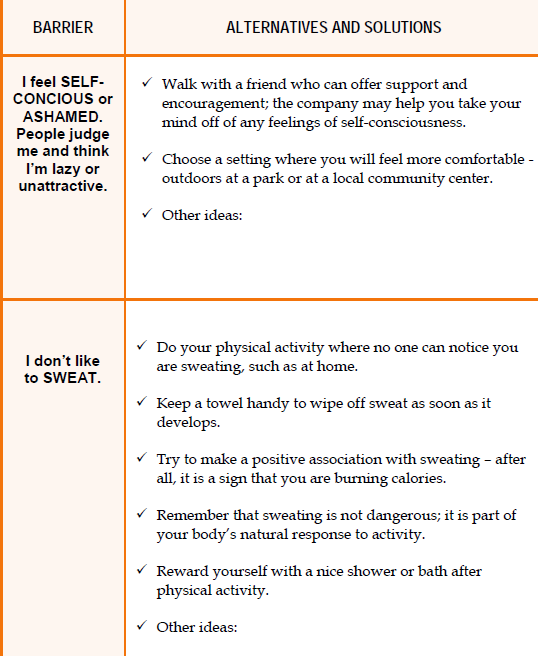 BARRIER
ALTERNATIVES AND SOLUTIONS
I feel SELF-
CONCIOUS or
ASHAMED.
People judge
me and think
I'm lazy or
unattractive.
✓ Walk with a friend who can offer support and
encouragement; the company may help you take your
mind off of any feelings of self-consciousness.
✓ Choose a setting where you will feel more comfortable -
outdoors at a park or at a local community center.
✓ Other ideas:
I don't like
to SWEAT.
✓ Do your physical activity where no one can notice you
are sweating, such as at home.
✓ Keep a towel handy to wipe off sweat as soon as it
develops.
✓ Try to make a positive association with sweating – after
all, it is a sign that you are burning calories.
✓ Remember that sweating is not dangerous; it is part of
your body's natural response to activity.
✓ Reward yourself with a nice shower or bath after
physical activity.
✓ Other ideas: